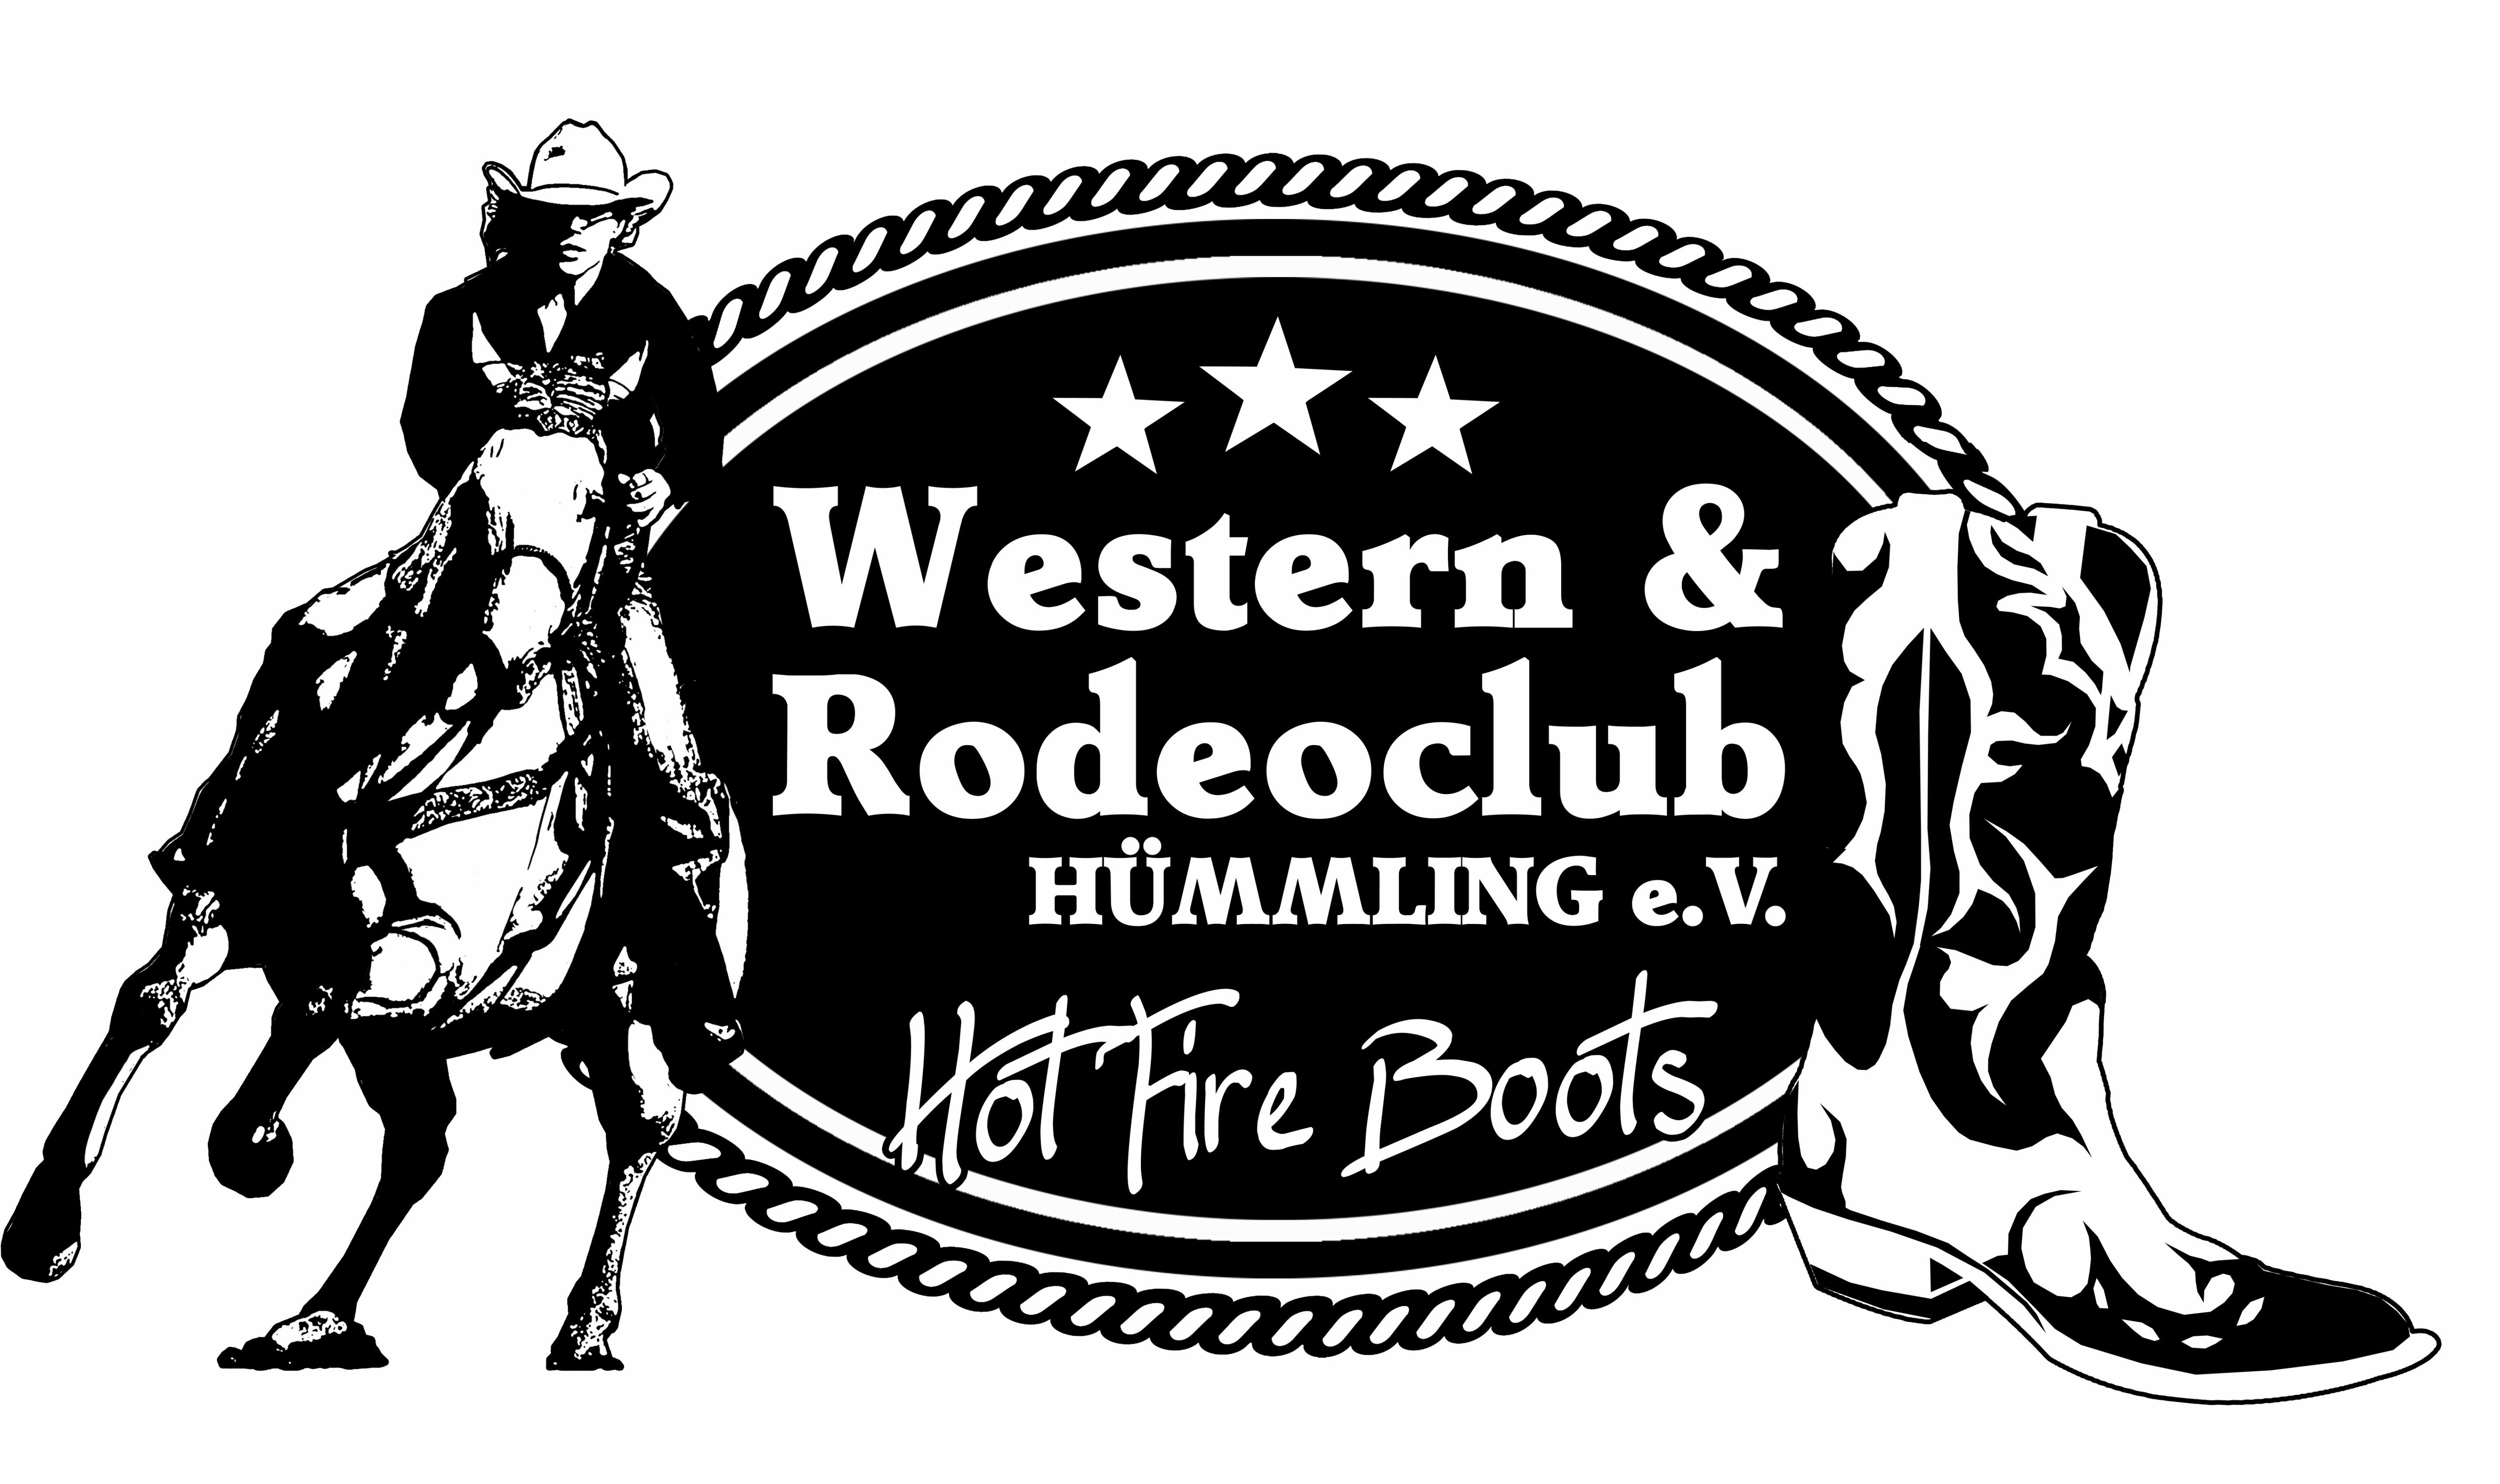 Western &
Rodeoclub
HÜMMLING e.V.
Hot Fire Boots